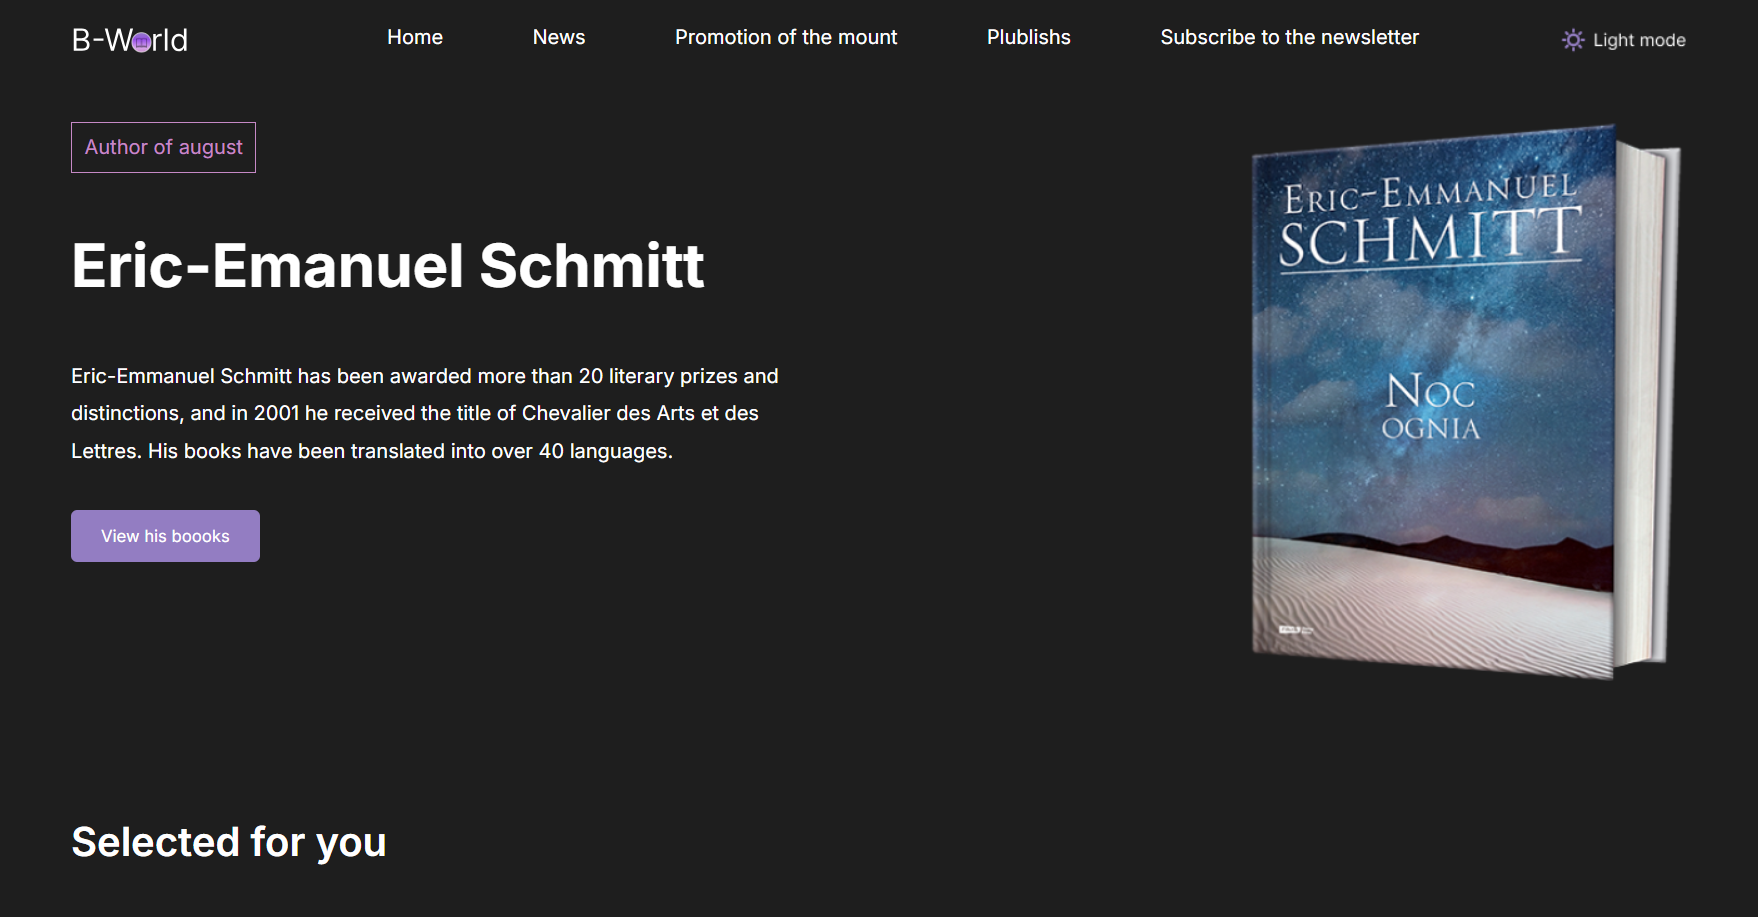 B-World
Home
News
Promotion of the mount
Plublishs
Subscribe to the newsletter
Light mode
Author of august
Eric-Emanuel Schmitt
Eric-Emmanuel Schmitt has been awarded more than 20 literary prizes and
distinctions, and in 2001 he received the title of Chevalier des Arts et des
Lettres. His books have been translated into over 40 languages.
View his boooks
ERIC-EMMANUEL
SCHMITT
NOC
OGNIA
Selected for you